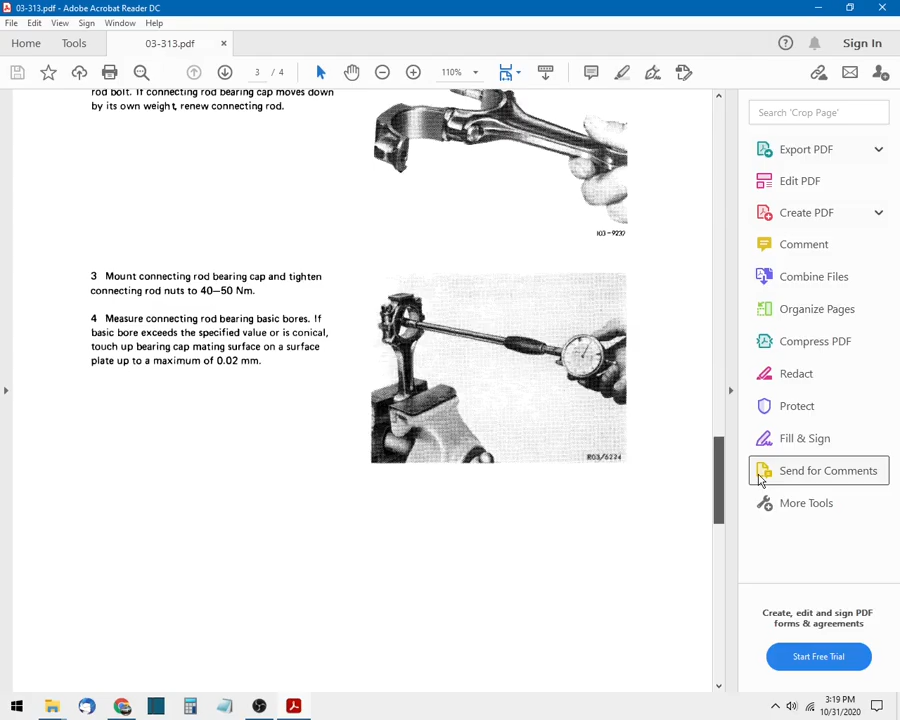 03-313.pdf - Adobe Acrobat Reader DC
File Edit View Sign Window Help
Home Tools 03-313.pdf × Sign In
3 / 4 110%
rod bolt. If connecting rod bearing cap moves down
by its own weight, renew connecting rod.
3 Mount connecting rod bearing cap and tighten
connecting rod nuts to 40–50 Nm.
4 Measure connecting rod bearing basic bores. If
basic bore exceeds the specified value or is conical,
touch up bearing cap mating surface on a surface
plate up to a maximum of 0.02 mm.
R03/6224
Search 'Crop Page'
Export PDF
Edit PDF
Create PDF
Comment
Combine Files
Organize Pages
Compress PDF
Redact
Protect
Fill & Sign
Send for Comments
More Tools
Create, edit and sign PDF
forms & agreements
Start Free Trial
3:19 PM
10/31/2020